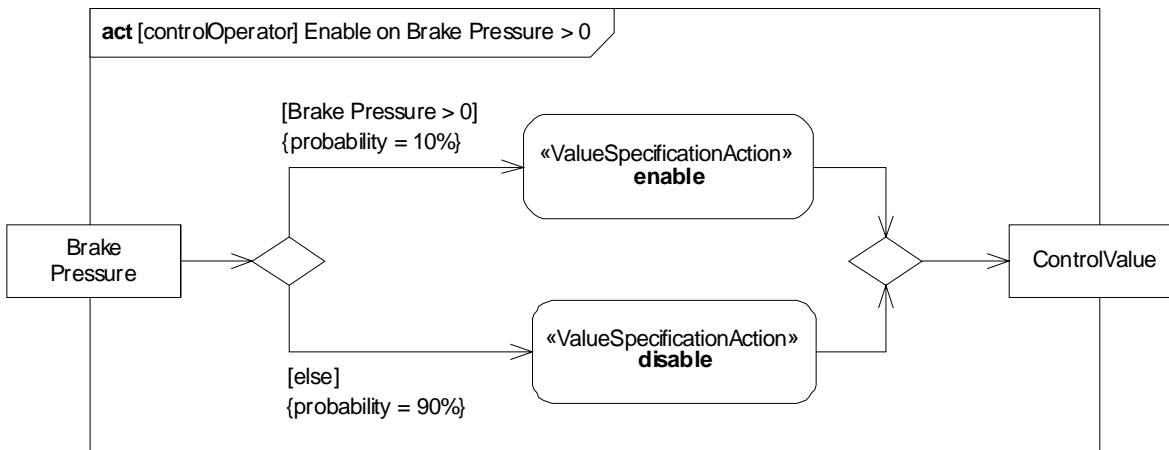 act [controlOperator] Enable on Brake Pressure > 0
[Brake Pressure > 0]
{probability = 10%}
«ValueSpecificationAction»
enable
Brake
Pressure
ControlValue
«ValueSpecificationAction»
disable
[else]
{probability = 90%}